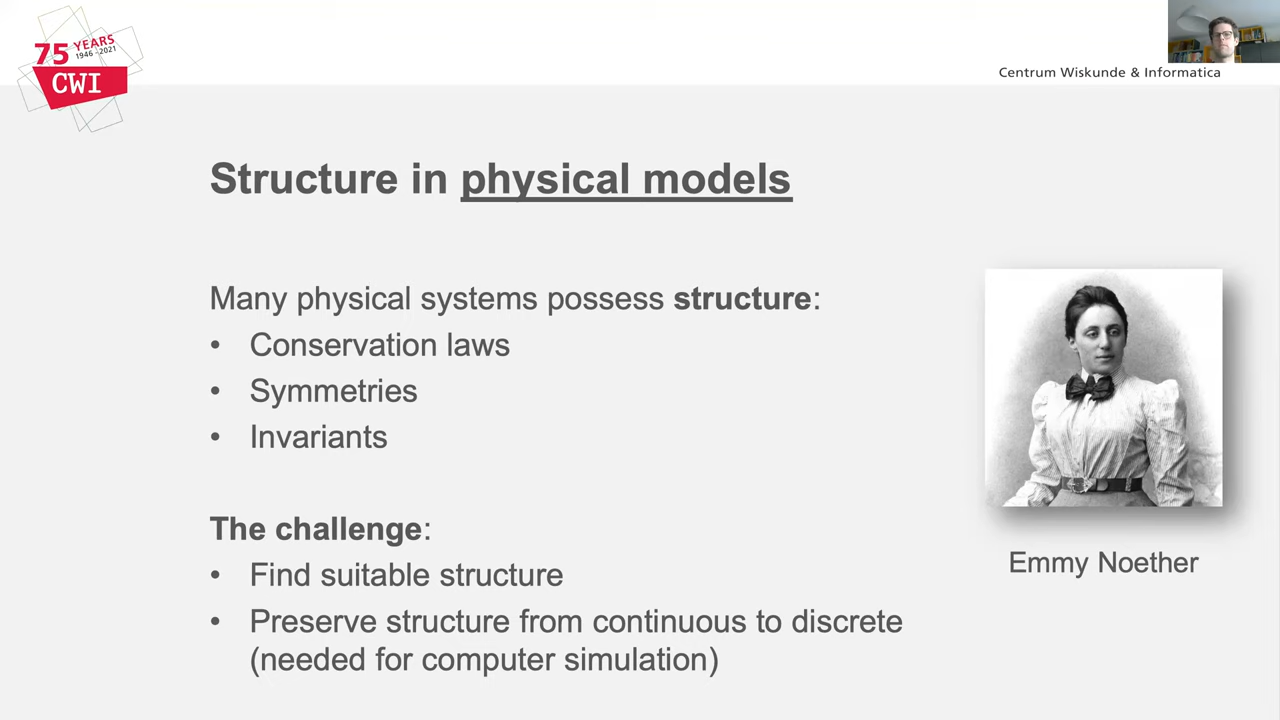 75 YEARS
1946 - 2021
CWI
Centrum Wiskunde & Informatica
Structure in physical models
Many physical systems possess structure:
• Conservation laws
• Symmetries
• Invariants
The challenge:
• Find suitable structure
• Preserve structure from continuous to discrete
(needed for computer simulation)
Emmy Noether